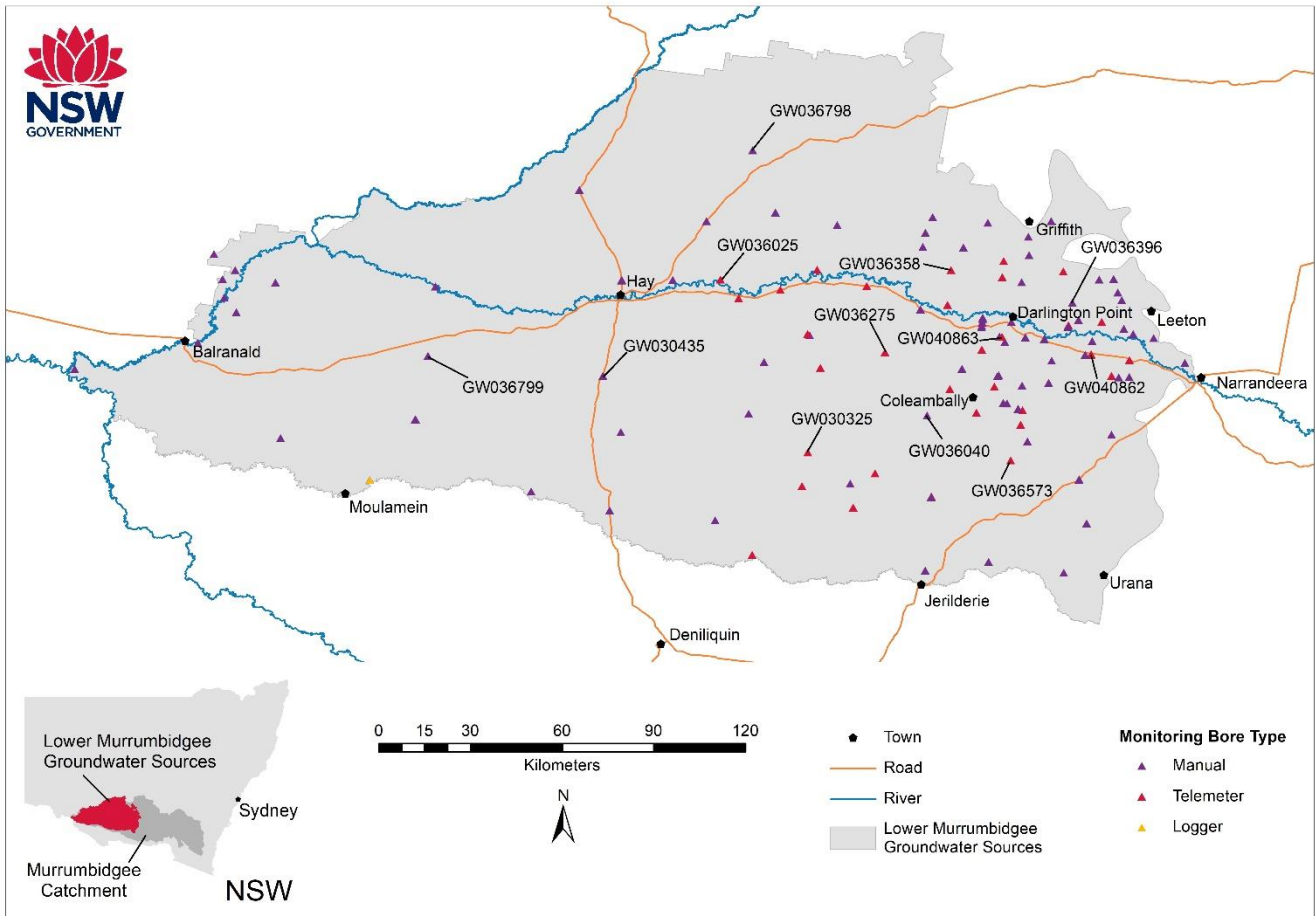 NSW
GOVERNMENT
GW036798
Griffith
GW036396
GW036025
GW036358
Hay
GW036275
Darlington Point
Leeton
Balranald
GW040863
GW036799
GW030435
GW040862
Narrandeera
Coleambally
GW030325
GW036040
GW036573
Moulamein
Urana
Jerilderie
Deniliquin
Lower Murrumbidgee
Groundwater Sources
Sydney
Murrumbidgee
Catchment
NSW
0 15 30 60 90 120
Kilometers
N
Town
Road
River
Lower Murrumbidgee
Groundwater Sources
Monitoring Bore Type
Manual
Telemeter
Logger